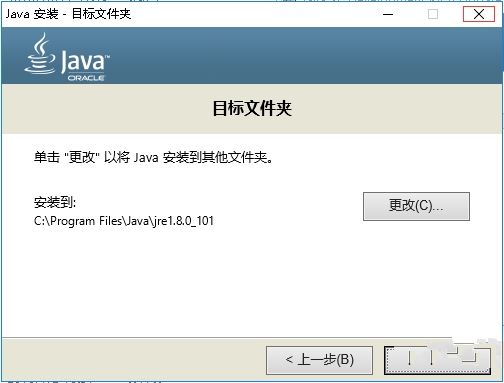 Java 安装 - 目标文件夹
Java™
ORACLE
目标文件夹
单击 "更改" 以将 Java 安装到其他文件夹。
安装到:
更改(C)...
C:\Program Files\Java\jre1.8.0_101
< 上一步(B)